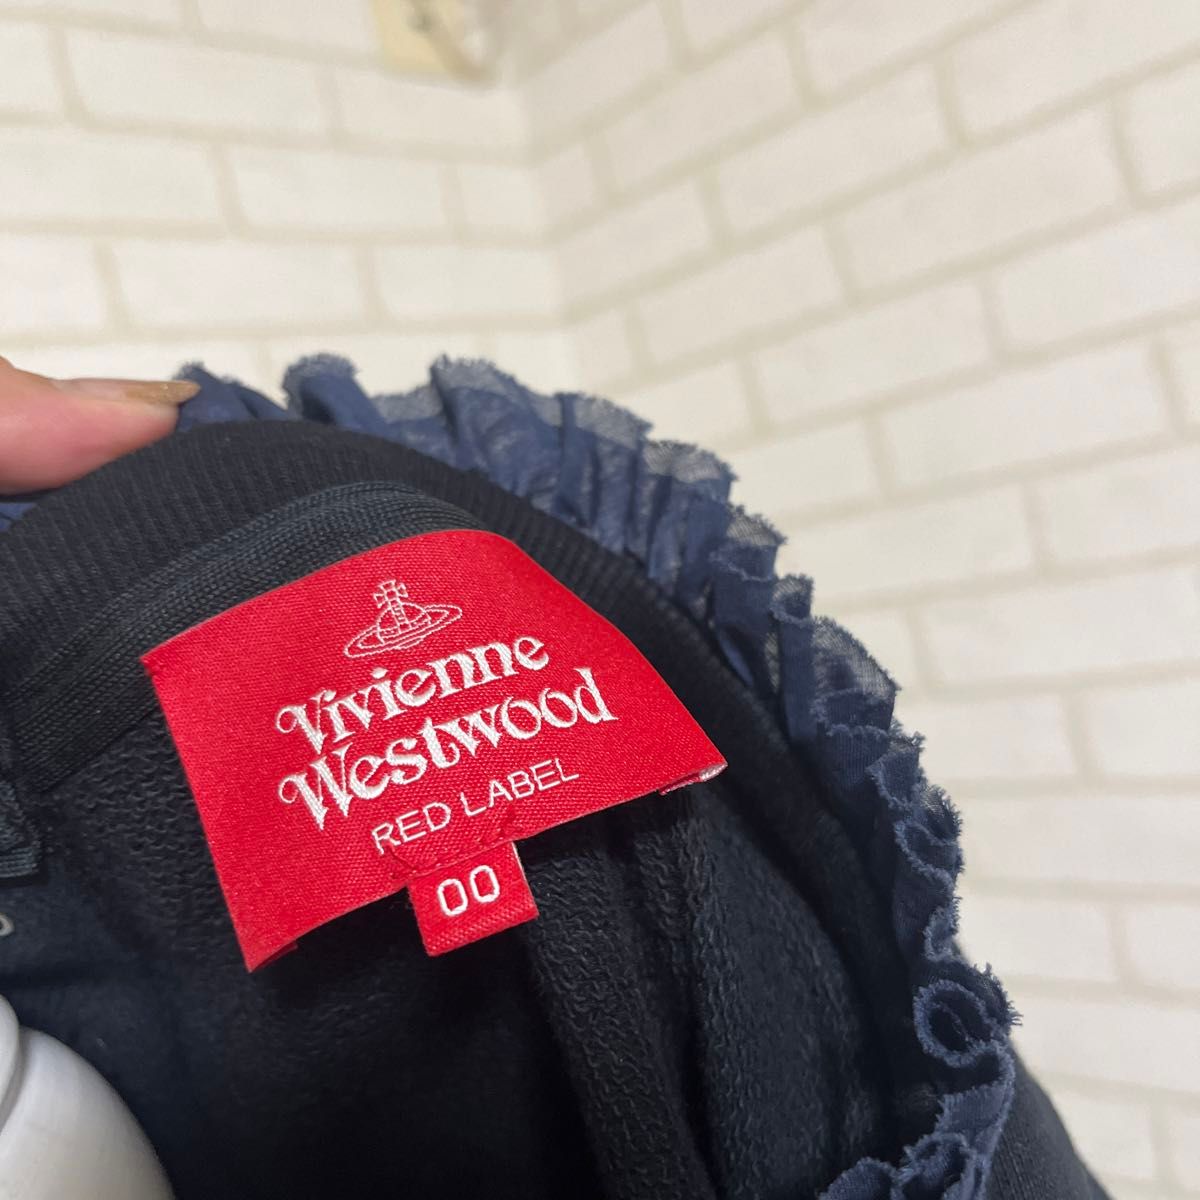 Vivienne
Westwood
RED LABEL
00